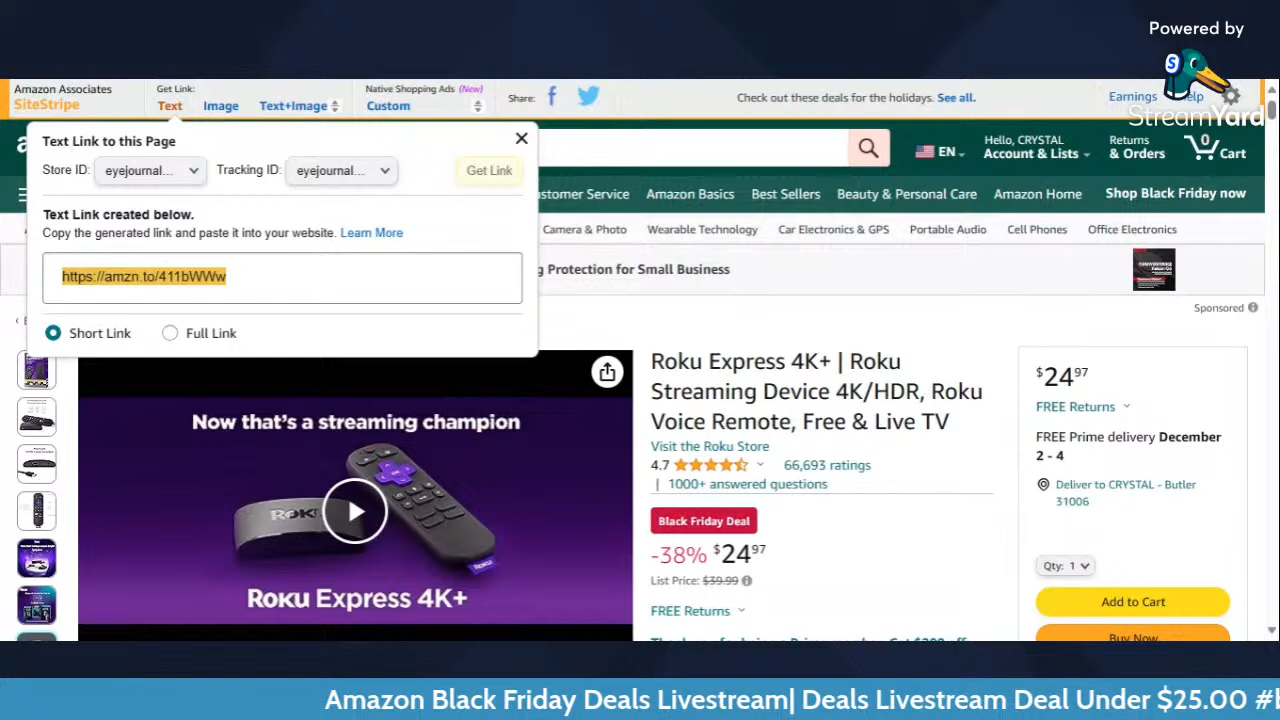 Powered by
StreamYard
Amazon Associates
SiteStripe
Get Link:
Text
Image
Text+Image
Native Shopping Ads (New)
Custom
Share:
Check out these deals for the holidays. See all.
Earnings
Help
Text Link to this Page
Store ID: eyejournal...
Tracking ID: eyejournal...
Get Link
Text Link created below.
Copy the generated link and paste it into your website. Learn More
https://amzn.to/411bWWw
Short Link
Full Link
EN
Hello, CRYSTAL
Account & Lists
Returns
& Orders
0
Cart
Customer Service
Amazon Basics
Best Sellers
Beauty & Personal Care
Amazon Home
Shop Black Friday now
Camera & Photo
Wearable Technology
Car Electronics & GPS
Portable Audio
Cell Phones
Office Electronics
Protection for Small Business
Sponsored
Now that's a streaming champion
Roku
Roku Express 4K+
Roku Express 4K+ | Roku
Streaming Device 4K/HDR, Roku
Voice Remote, Free & Live TV
Visit the Roku Store
4.7
66,693 ratings
| 1000+ answered questions
Black Friday Deal
-38% $24 97
List Price: $39.99
FREE Returns
$24 97
FREE Returns
FREE Prime delivery December
2 - 4
Deliver to CRYSTAL - Butler
31006
Qty: 1
Add to Cart
Buy Now
Amazon Black Friday Deals Livestream| Deals Livestream Deal Under $25.00